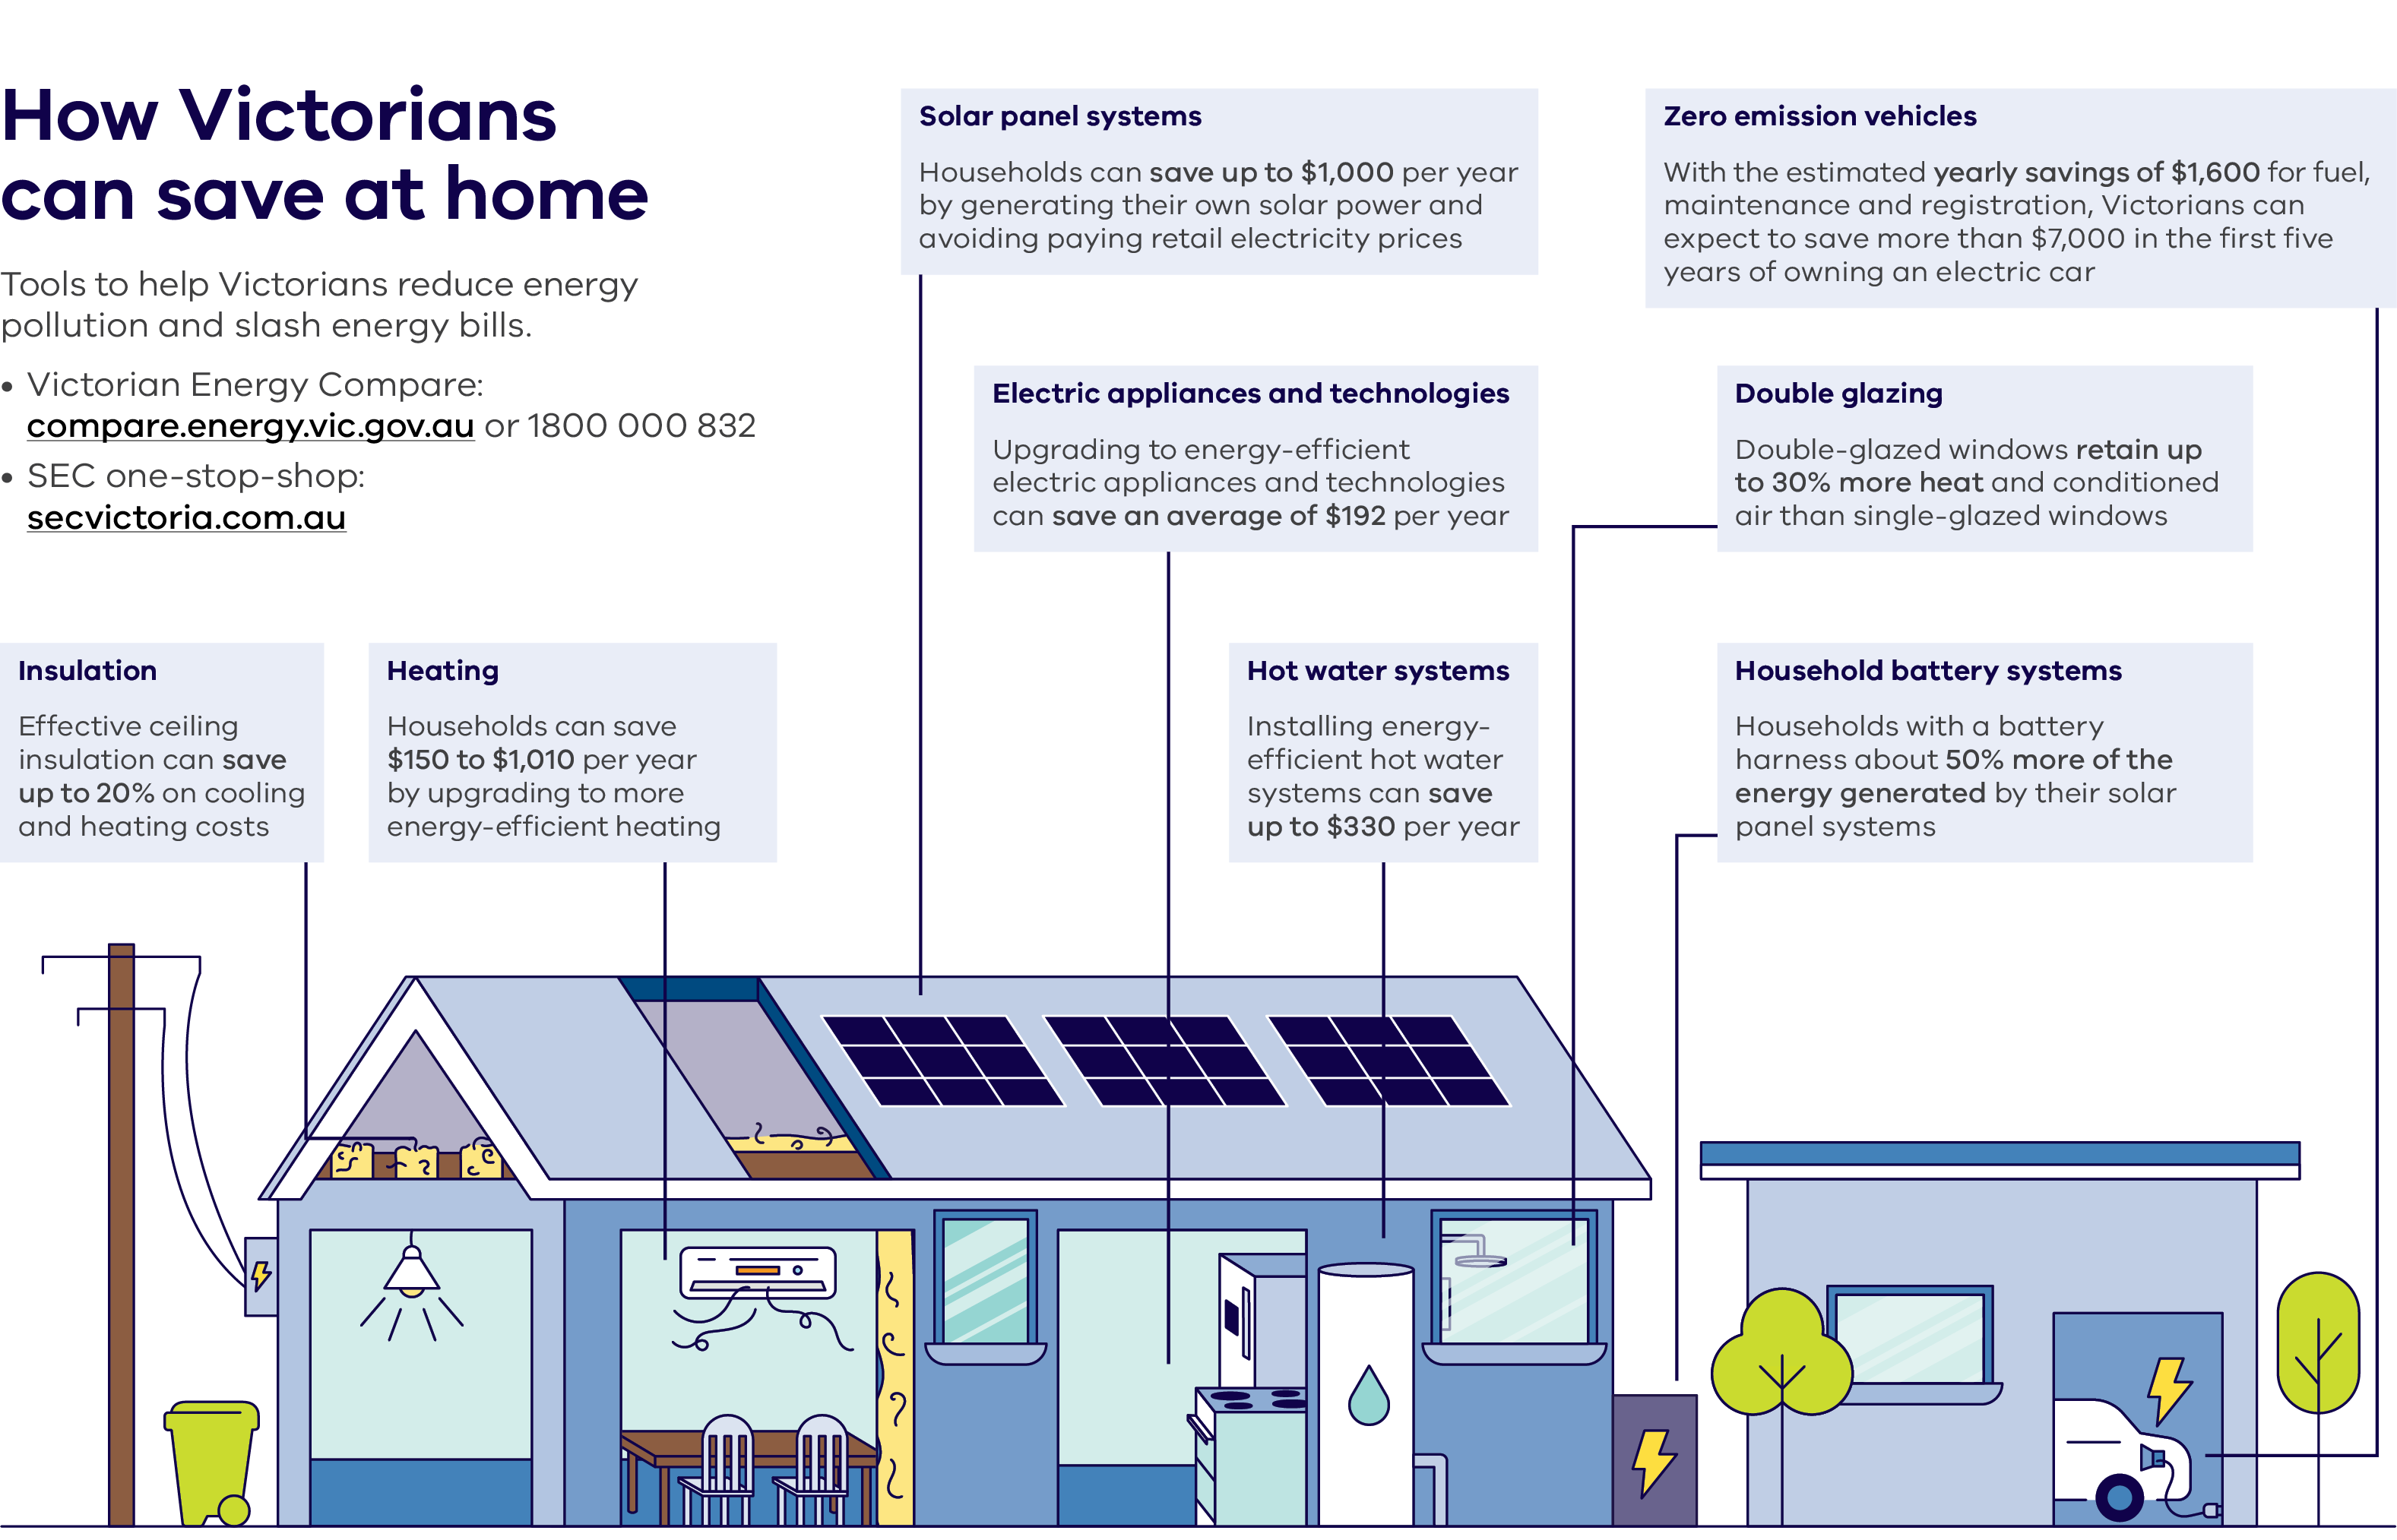 How Victorians
can save at home
Tools to help Victorians reduce energy
pollution and slash energy bills.
• Victorian Energy Compare:
compare.energy.vic.gov.au or 1800 000 832
• SEC one-stop-shop:
secvictoria.com.au
Solar panel systems
Households can save up to $1,000 per year
by generating their own solar power and
avoiding paying retail electricity prices
Zero emission vehicles
With the estimated yearly savings of $1,600 for fuel,
maintenance and registration, Victorians can
expect to save more than $7,000 in the first five
years of owning an electric car
Electric appliances and technologies
Upgrading to energy-efficient
electric appliances and technologies
can save an average of $192 per year
Double glazing
Double-glazed windows retain up
to 30% more heat and conditioned
air than single-glazed windows
Insulation
Effective ceiling
insulation can save
up to 20% on cooling
and heating costs
Heating
Households can save
$150 to $1,010 per year
by upgrading to more
energy-efficient heating
Hot water systems
Installing energy-
efficient hot water
systems can save
up to $330 per year
Household battery systems
Households with a battery
harness about 50% more of the
energy generated by their solar
panel systems